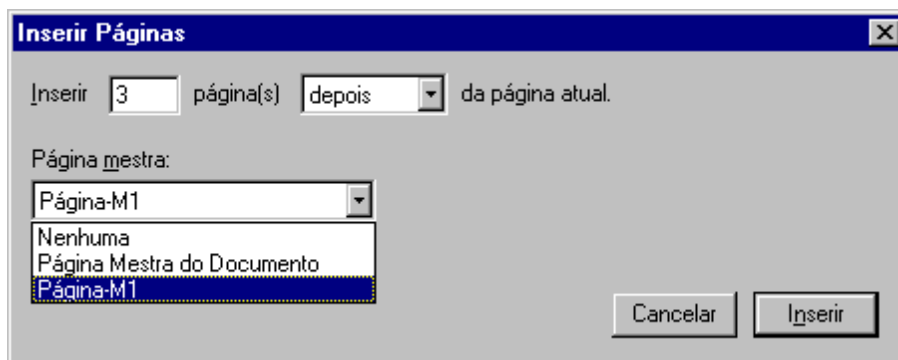 Inserir Páginas
Inserir 3 página(s) depois da página atual.
Página mestra:
Página-M1
Nenhuma
Página Mestra do Documento
Página-M1
Cancelar Inserir